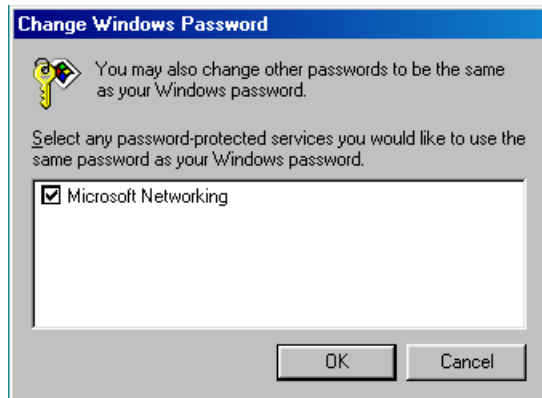 Change Windows Password
You may also change other passwords to be the same
as your Windows password.
Select any password-protected services you would like to use the
same password as your Windows password.
Microsoft Networking
OK
Cancel